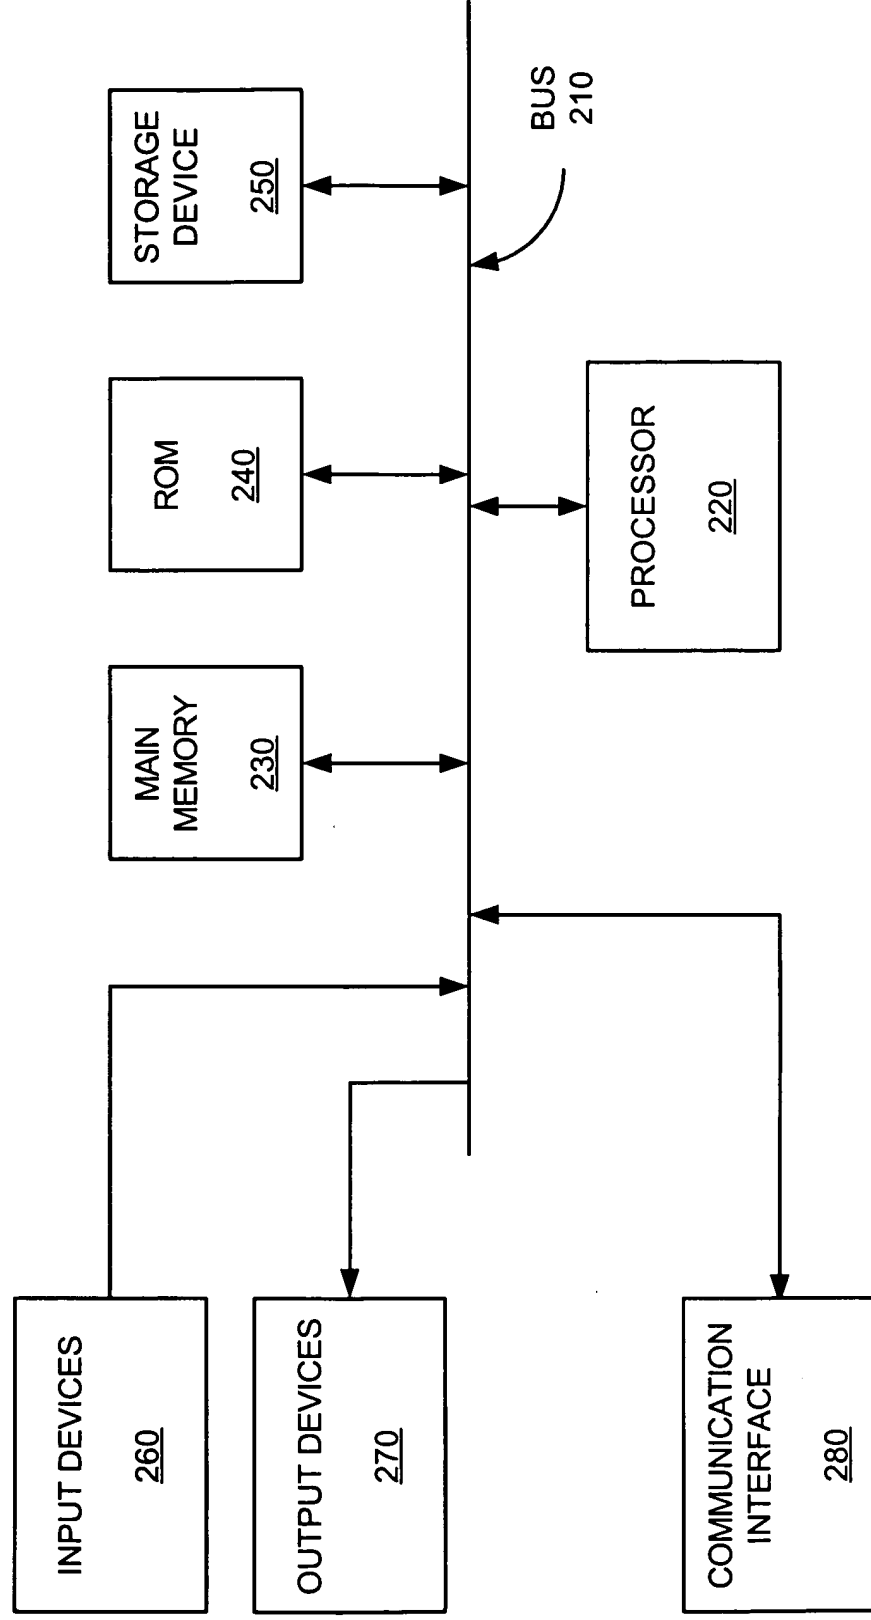 INPUT DEVICES
260
MAIN
MEMORY
230
ROM
240
STORAGE
DEVICE
250
OUTPUT DEVICES
270
BUS
210
PROCESSOR
220
COMMUNICATION
INTERFACE
280